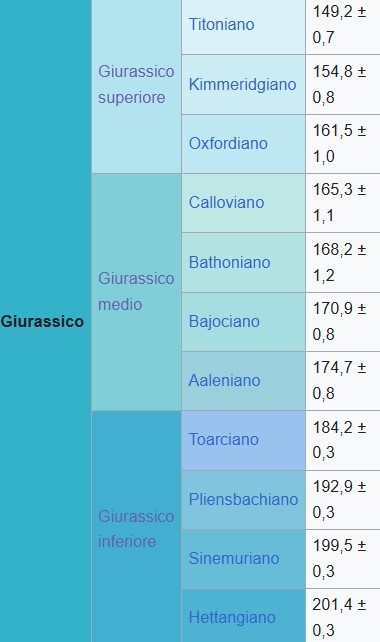 Giurassico
Giurassico
superiore
Titoniano
149,2 ±
0,7
Kimmeridgiano
154,8 ±
0,8
Oxfordiano
161,5 ±
1,0
Giurassico
medio
Calloviano
165,3 ±
1,1
Bathoniano
168,2 ±
1,2
Bajociano
170,9 ±
0,8
Aaleniano
174,7 ±
0,8
Giurassico
inferiore
Toarciano
184,2 ±
0,3
Pliensbachiano
192,9 ±
0,3
Sinemuriano
199,5 ±
0,3
Hettangiano
201,4 ±
0,3